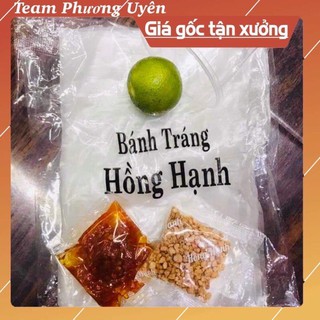 Team Phương Uyên
Giá gốc tận xưởng
Bánh Tráng
Hồng Hạnh